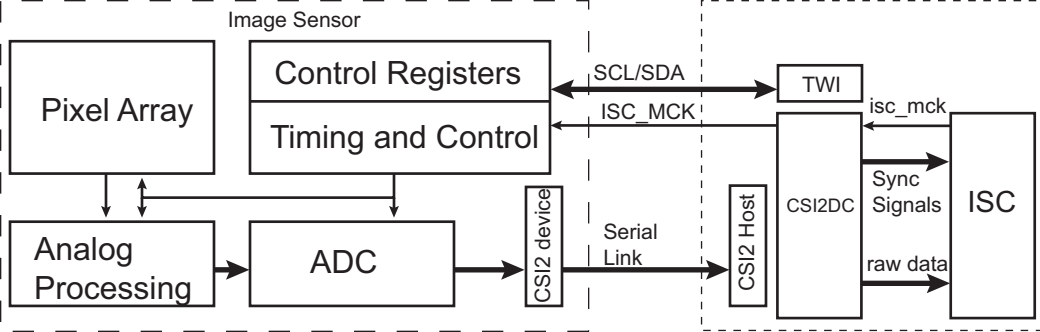 Image Sensor
Pixel Array
Control Registers
Timing and Control
SCL/SDA
TWI
ISC_MCK
isc_mck
Analog
Processing
ADC
CSI2 device
Serial
Link
CSI2 Host
CSI2DC
Sync
Signals
raw data
ISC